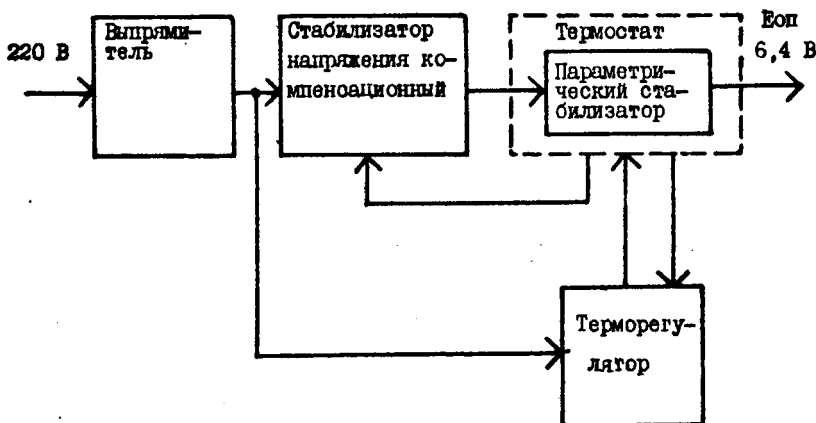 220 В
Выпрями-
тель
Стабилизатор
напряжения ко-
мпенсационный
Термостат
Параметри-
ческий ста-
билизатор
Еоп
6,4 В
Терморегу-
лятор